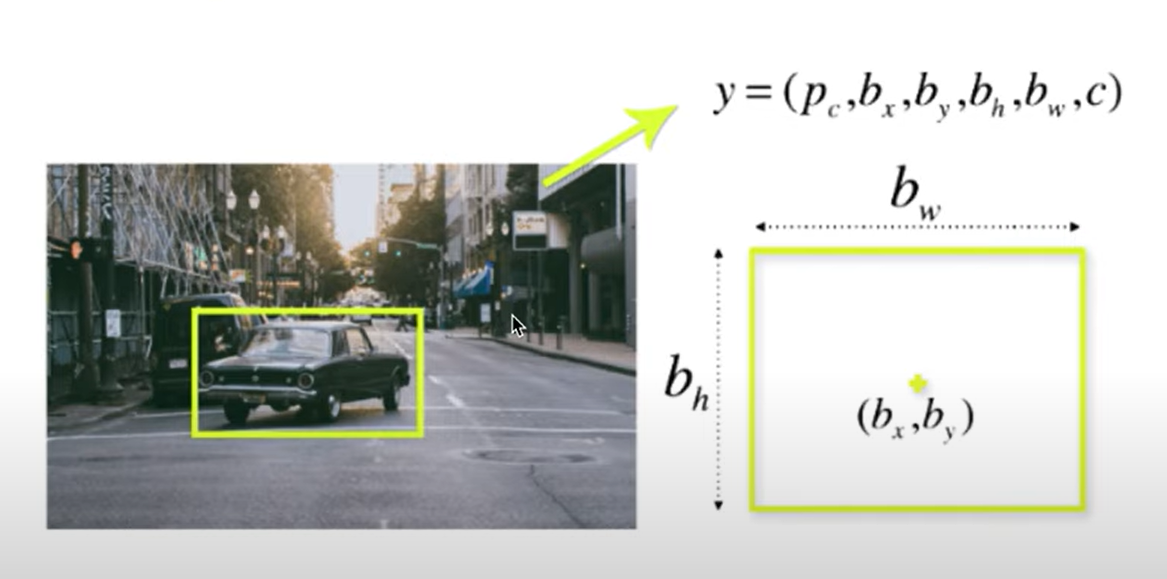 y = (p_c, b_x, b_y, b_h, b_w, c)
b_w
b_h
(b_x, b_y)